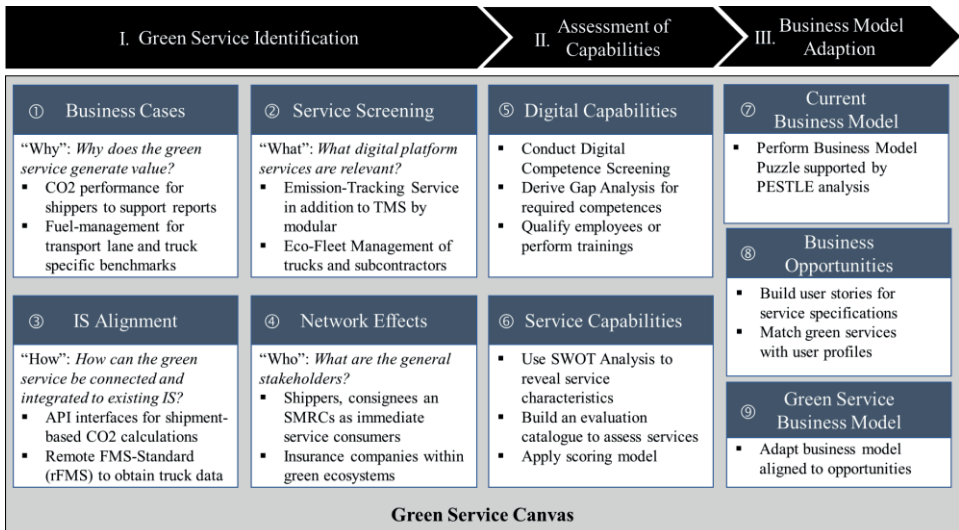 I. Green Service Identification
II. Assessment of
Capabilities
III. Business Model
Adaption
① Business Cases
“Why”: Why does the green
service generate value?
▪ CO2 performance for
shippers to support reports
▪ Fuel-management for
transport lane and truck
specific benchmarks
② Service Screening
“What”: What digital platform
services are relevant?
▪ Emission-Tracking Service
in addition to TMS by
modular
▪ Eco-Fleet Management of
trucks and subcontractors
③ IS Alignment
“How”: How can the green
service be connected and
integrated to existing IS?
▪ API interfaces for shipment-
based CO2 calculations
▪ Remote FMS-Standard
(rFMS) to obtain truck data
④ Network Effects
“Who”: What are the general
stakeholders?
▪ Shippers, consignees an
SMRCs as immediate
service consumers
▪ Insurance companies within
green ecosystems
⑤ Digital Capabilities
▪ Conduct Digital
Competence Screening
▪ Derive Gap Analysis for
required competences
▪ Qualify employees or
perform trainings
⑥ Service Capabilities
▪ Use SWOT Analysis to
reveal service
characteristics
▪ Build an evaluation
catalogue to assess services
▪ Apply scoring model
⑦ Current
Business Model
▪ Perform Business Model
Puzzle supported by
PESTLE analysis
⑧ Business
Opportunities
▪ Build user stories for
service specifications
▪ Match green services
with user profiles
⑨ Green Service
Business Model
▪ Adapt business model
aligned to opportunities
Green Service Canvas